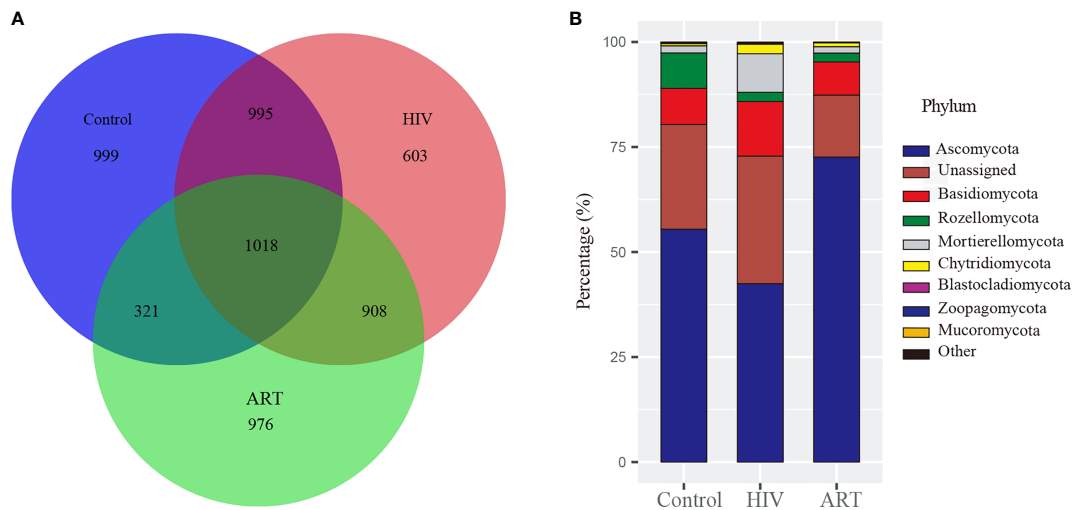 A
Control
999
995
HIV
603
1018
321
908
ART
976
B
Percentage (%)
100
75
50
25
0
Control
HIV
ART
Phylum
Ascomycota
Unassigned
Basidiomycota
Rozellomycota
Mortierellomycota
Chytridiomycota
Blastocladiomycota
Zoopagomycota
Mucoromycota
Other